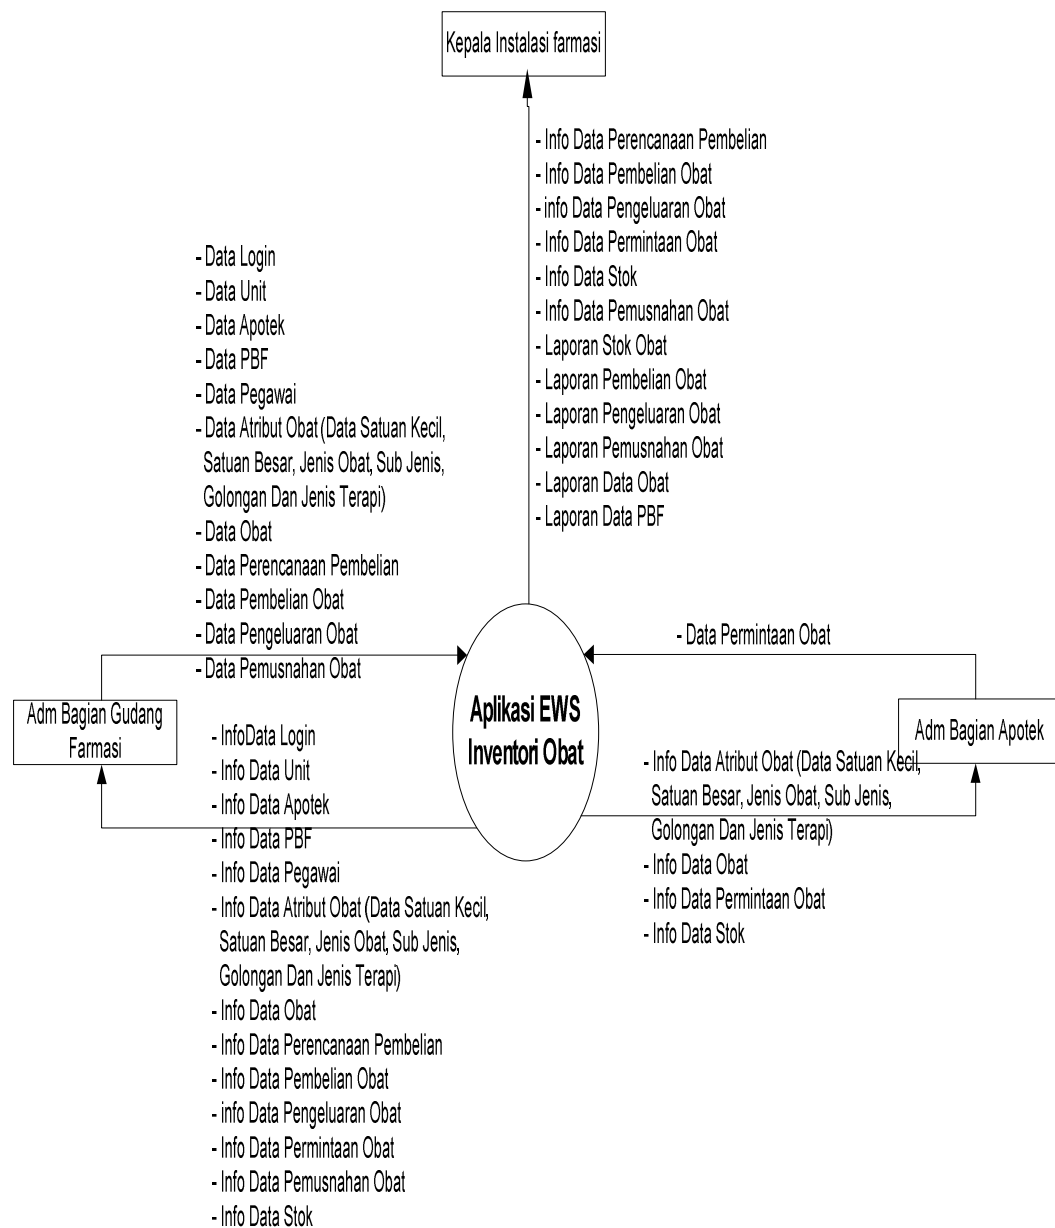 Kepala Instalasi farmasi
- Info Data Perencanaan Pembelian
- Info Data Pembelian Obat
- info Data Pengeluaran Obat
- Info Data Permintaan Obat
- Info Data Stok
- Info Data Pemusnahan Obat
- Laporan Stok Obat
- Laporan Pembelian Obat
- Laporan Pengeluaran Obat
- Laporan Pemusnahan Obat
- Laporan Data Obat
- Laporan Data PBF
- Data Login
- Data Unit
- Data Apotek
- Data PBF
- Data Pegawai
- Data Atribut Obat (Data Satuan Kecil,
Satuan Besar, Jenis Obat, Sub Jenis,
Golongan Dan Jenis Terapi)
- Data Obat
- Data Perencanaan Pembelian
- Data Pembelian Obat
- Data Pengeluaran Obat
- Data Pemusnahan Obat
- Data Permintaan Obat
Adm Bagian Gudang
Farmasi
Aplikasi EWS
Inventori Obat
Adm Bagian Apotek
- InfoData Login
- Info Data Unit
- Info Data Apotek
- Info Data PBF
- Info Data Pegawai
- Info Data Atribut Obat (Data Satuan Kecil,
Satuan Besar, Jenis Obat, Sub Jenis,
Golongan Dan Jenis Terapi)
- Info Data Obat
- Info Data Perencanaan Pembelian
- Info Data Pembelian Obat
- info Data Pengeluaran Obat
- Info Data Permintaan Obat
- Info Data Pemusnahan Obat
- Info Data Stok
- Info Data Atribut Obat (Data Satuan Kecil,
Satuan Besar, Jenis Obat, Sub Jenis,
Golongan Dan Jenis Terapi)
- Info Data Obat
- Info Data Permintaan Obat
- Info Data Stok